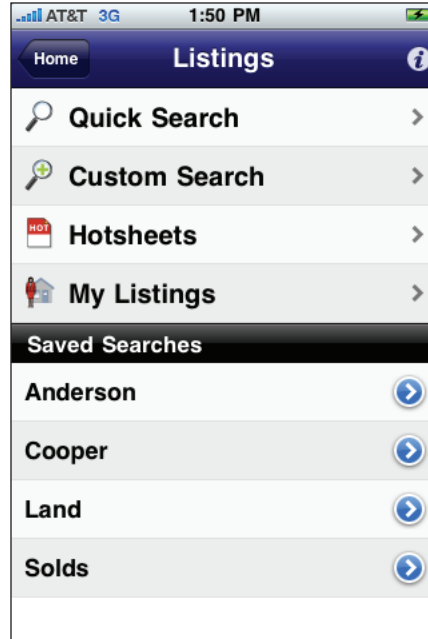 AT&T 3G 1:50 PM
Home Listings i
Quick Search
Custom Search
HOT Hotsheets
My Listings
Saved Searches
Anderson
Cooper
Land
Solds